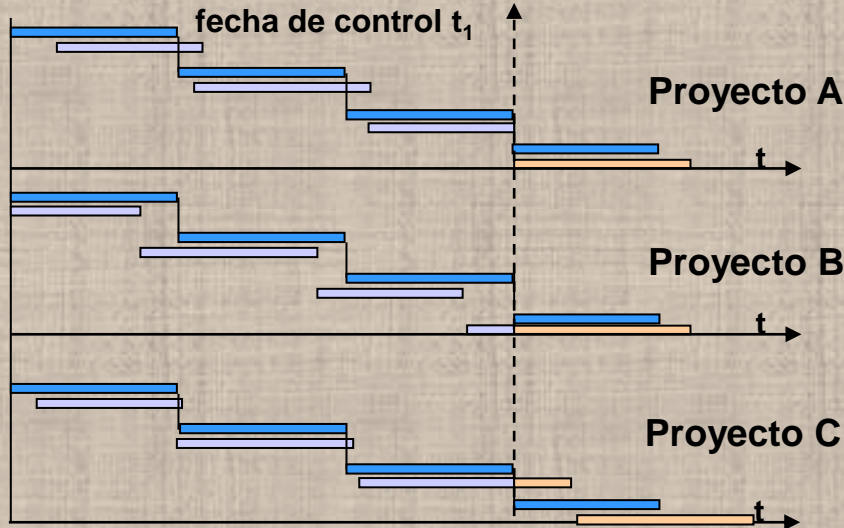 fecha de control t₁
Proyecto A
t
Proyecto B
t
Proyecto C
t